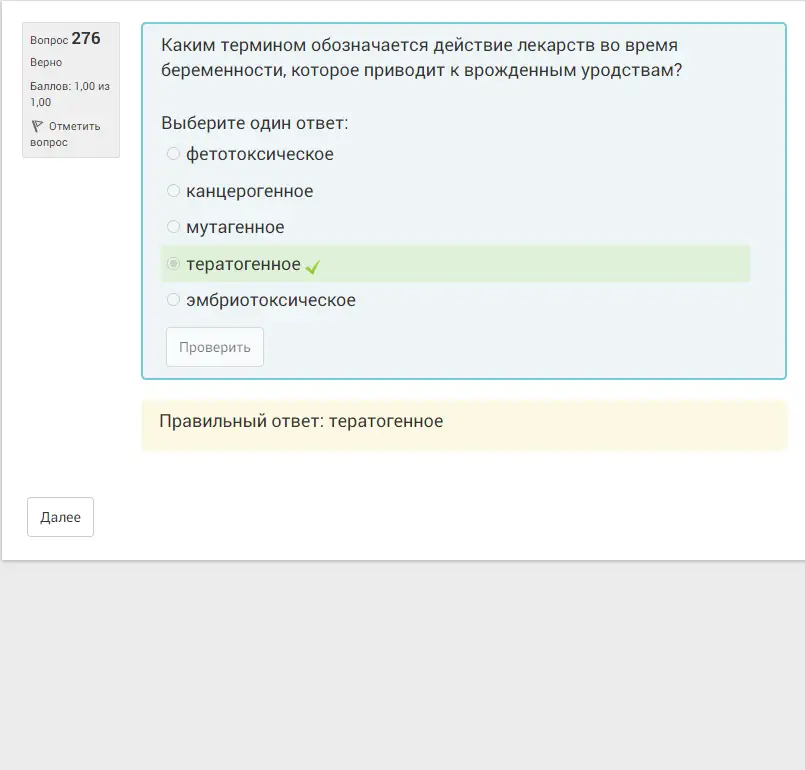 Вопрос 276
Верно
Баллов: 1,00 из
1,00
Отметить
вопрос
Каким термином обозначается действие лекарств во время
беременности, которое приводит к врожденным уродствам?
Выберите один ответ:
фетотоксическое
канцерогенное
мутагенное
тератогенное
эмбриотоксическое
Проверить
Правильный ответ: тератогенное
Далее